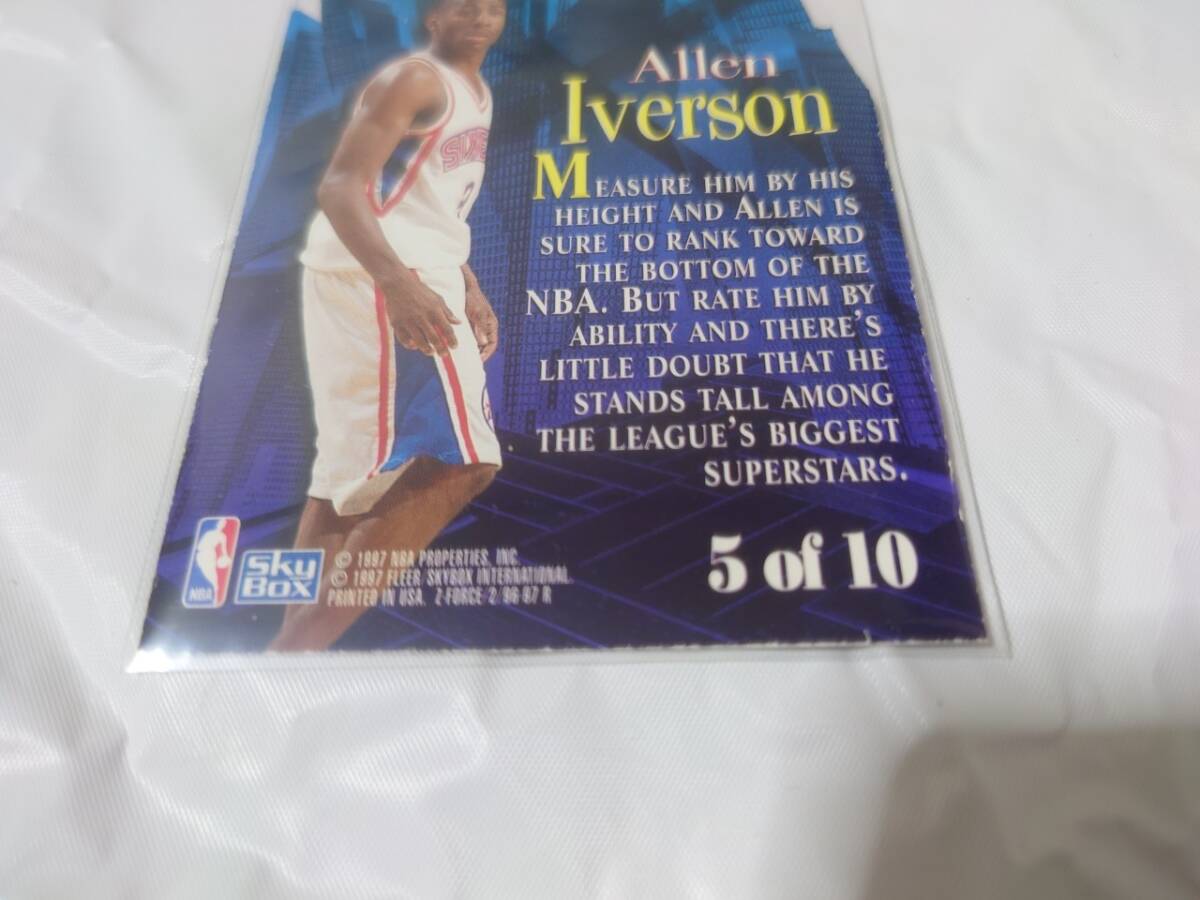 Allen
Iverson
MEASURE HIM BY HIS
HEIGHT AND ALLEN IS
SURE TO RANK TOWARD
THE BOTTOM OF THE
NBA. BUT RATE HIM BY
ABILITY AND THERE'S
LITTLE DOUBT THAT HE
STANDS TALL AMONG
THE LEAGUE'S BIGGEST
SUPERSTARS.
5 of 10
NBA
Sky
Box
© 1997 NBA PROPERTIES, INC.
© 1997 FLEER/SKYBOX INTERNATIONAL
PRINTED IN USA. Z-FORCE 2/96-97 R